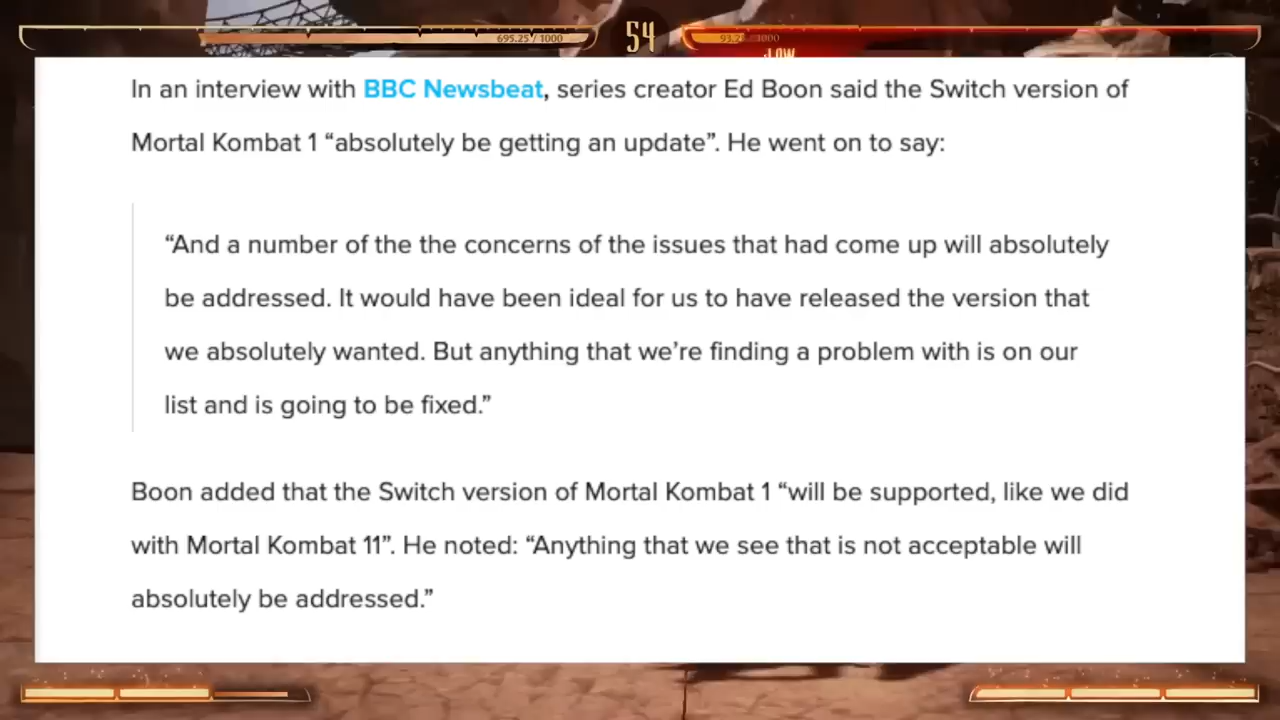 695.25 / 1000
54
1000
LOW
In an interview with BBC Newsbeat, series creator Ed Boon said the Switch version of
Mortal Kombat 1 “absolutely be getting an update”. He went on to say:
“And a number of the the concerns of the issues that had come up will absolutely
be addressed. It would have been ideal for us to have released the version that
we absolutely wanted. But anything that we’re finding a problem with is on our
list and is going to be fixed.”
Boon added that the Switch version of Mortal Kombat 1 “will be supported, like we did
with Mortal Kombat 11”. He noted: “Anything that we see that is not acceptable will
absolutely be addressed.”